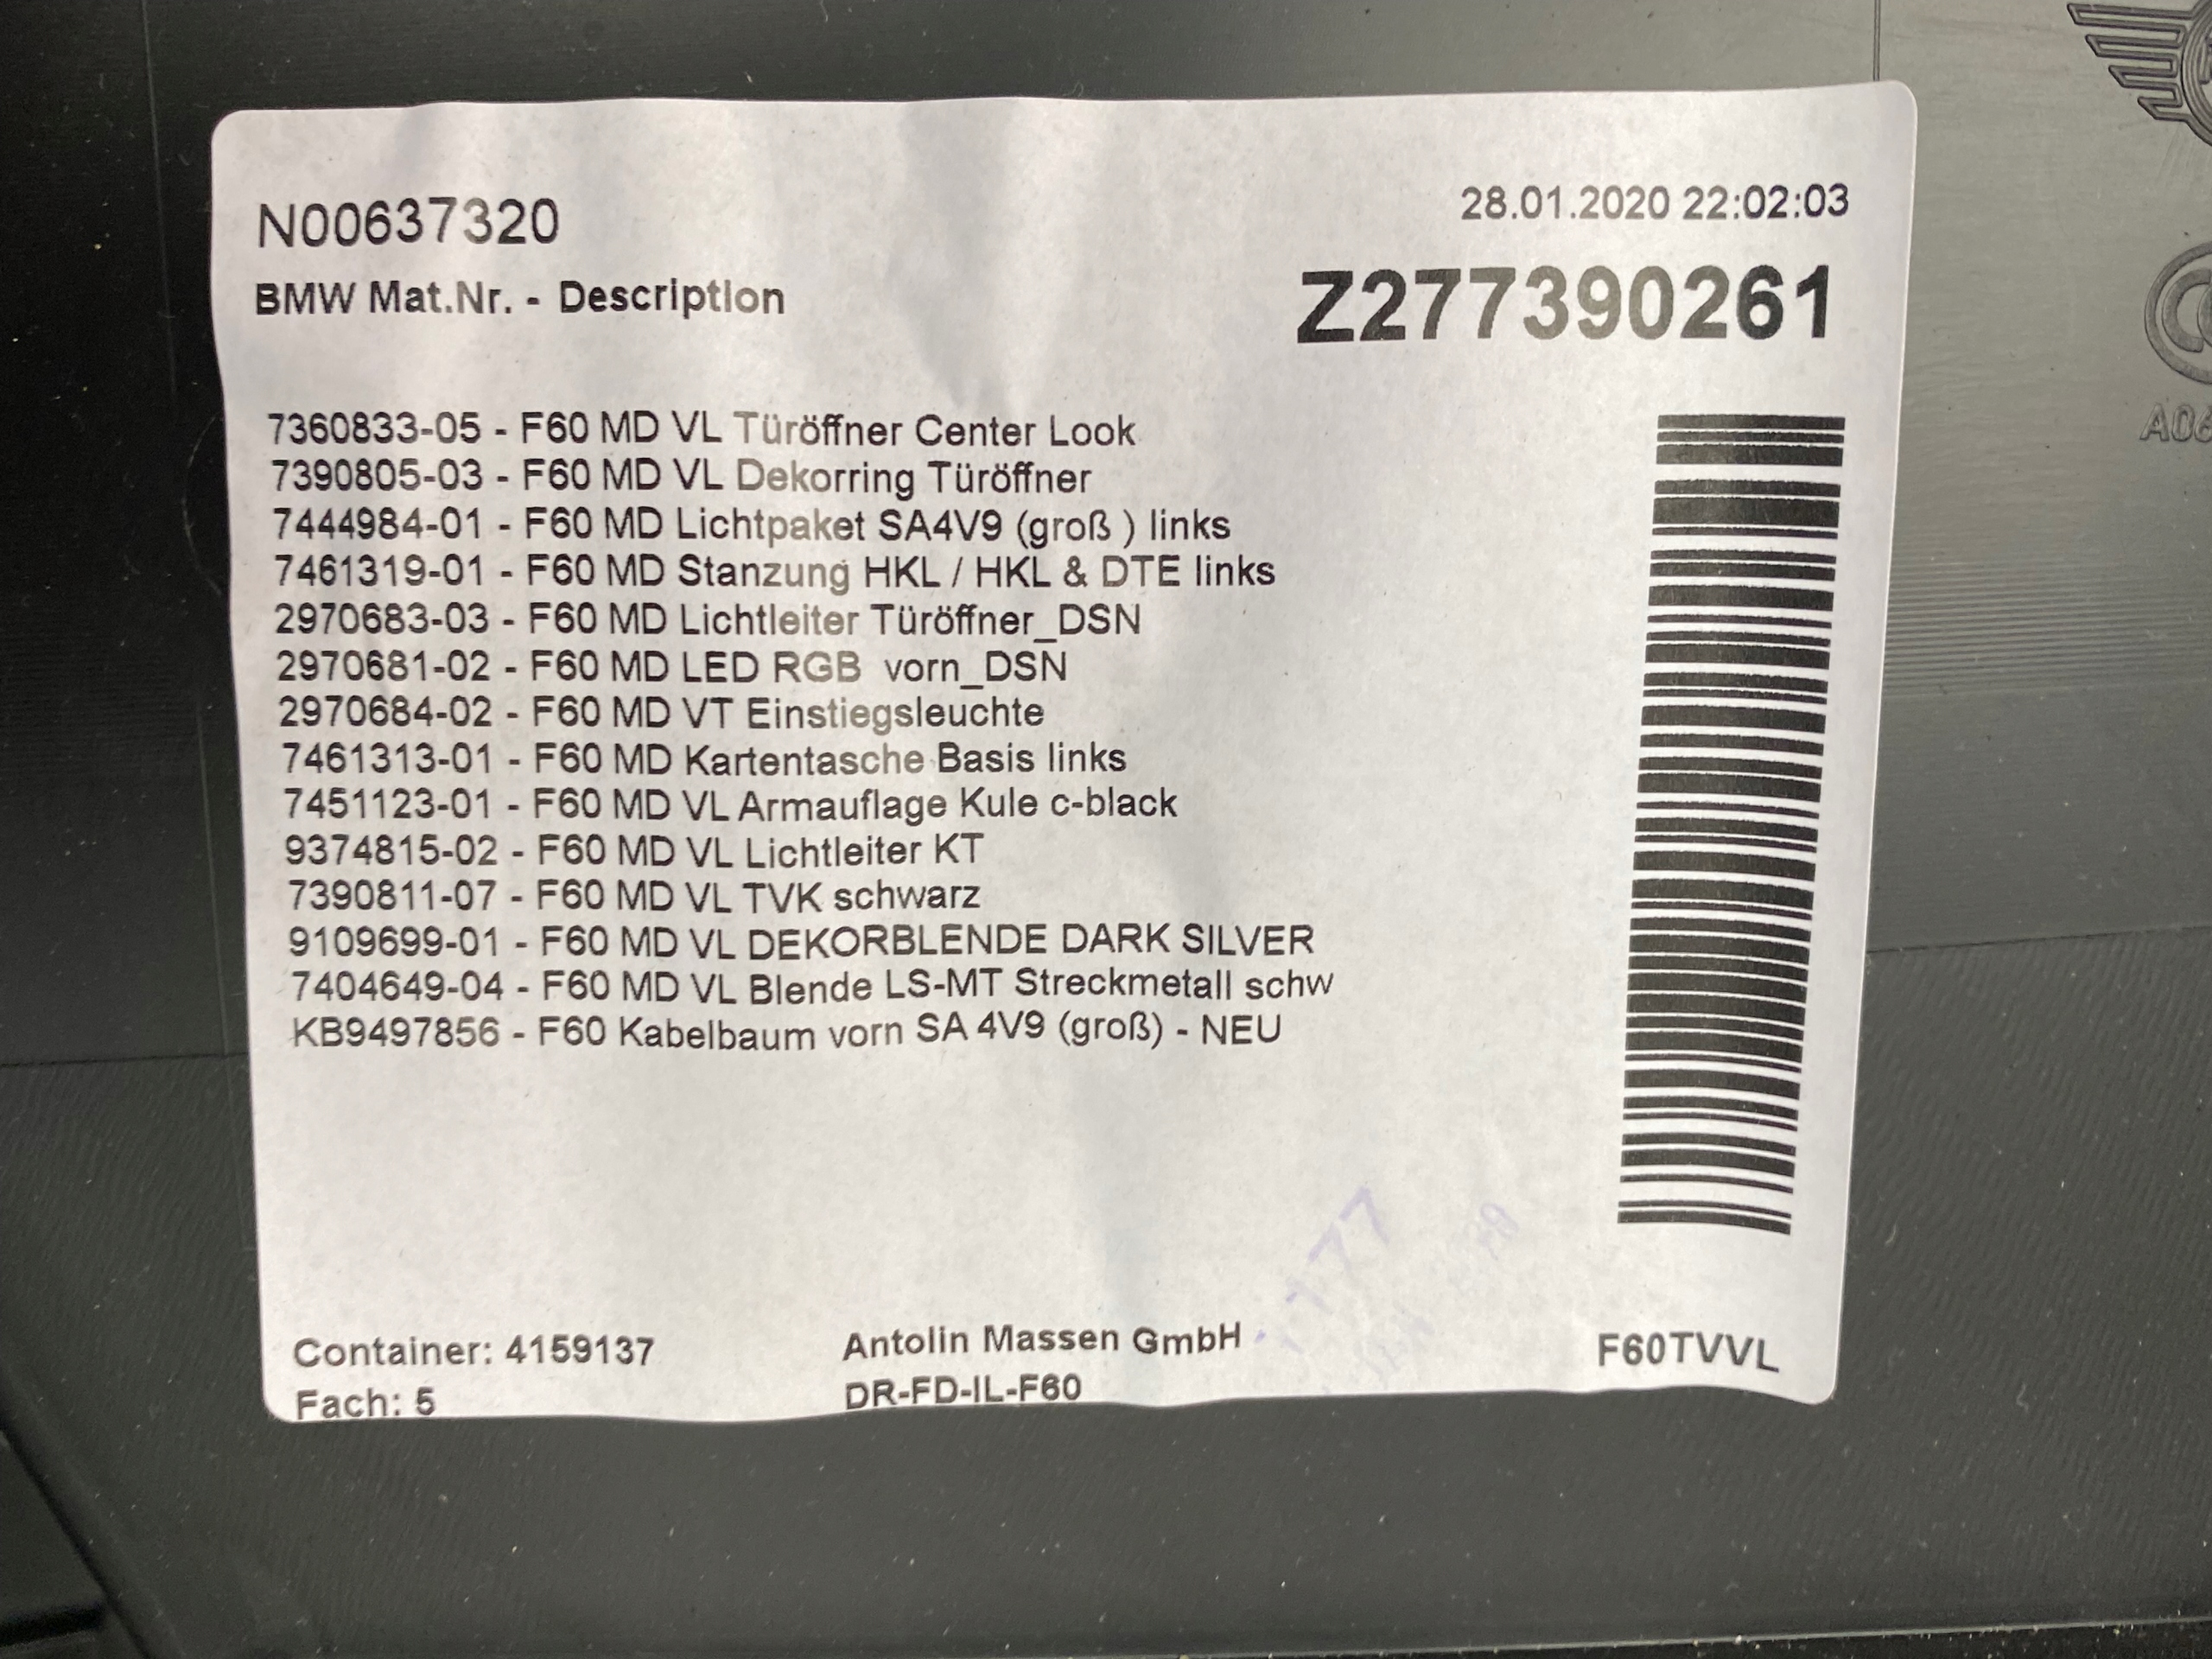 N00637320
28.01.2020 22:02:03
BMW Mat.Nr. - Description
Z277390261
7360833-05 - F60 MD VL Türöffner Center Look
7390805-03 - F60 MD VL Dekorring Türöffner
7444984-01 - F60 MD Lichtpaket SA4V9 (groß ) links
7461319-01 - F60 MD Stanzung HKL / HKL & DTE links
2970683-03 - F60 MD Lichtleiter Türöffner_DSN
2970681-02 - F60 MD LED RGB  vorn_DSN
2970684-02 - F60 MD VT Einstiegsleuchte
7461313-01 - F60 MD Kartentasche Basis links
7451123-01 - F60 MD VL Armauflage Kule c-black
9374815-02 - F60 MD VL Lichtleiter KT
7390811-07 - F60 MD VL TVK schwarz
9109699-01 - F60 MD VL DEKORBLENDE DARK SILVER
7404649-04 - F60 MD VL Blende LS-MT Streckmetall schw
KB9497856 - F60 Kabelbaum vorn SA 4V9 (groß) - NEU
Container: 4159137
Antolin Massen GmbH
F60TVVL
Fach: 5
DR-FD-IL-F60